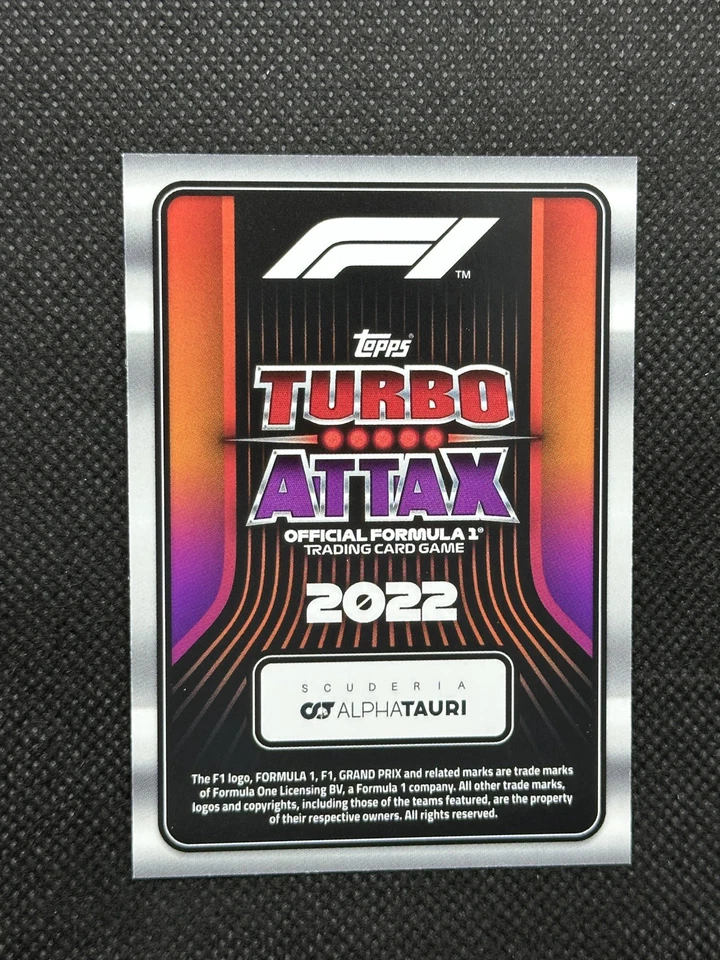 F1 ™
Topps®
TURBO
ATTAX
OFFICIAL FORMULA 1®
TRADING CARD GAME
2022
SCUDERIA
ALPHATAURI
The F1 logo, FORMULA 1, F1, GRAND PRIX and related marks are trade marks
of Formula One Licensing BV, a Formula 1 company. All other trade marks,
logos and copyrights, including those of the teams featured, are the property
of their respective owners. All rights reserved.